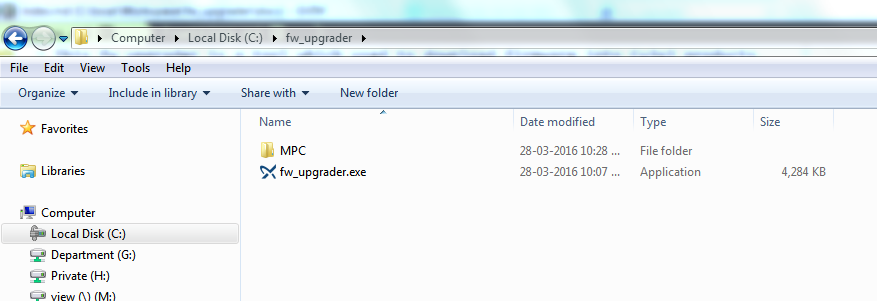 Computer Local Disk (C:) fw_upgrader
File Edit View Tools Help
Organize Include in library Share with New folder
Favorites
Libraries
Computer
Local Disk (C:)
Department (G:)
Private (H:)
view (\) (M:)
Name Date modified Type Size
MPC 28-03-2016 10:28 ... File folder
fw_upgrader.exe 28-03-2016 10:07 ... Application 4,284 KB